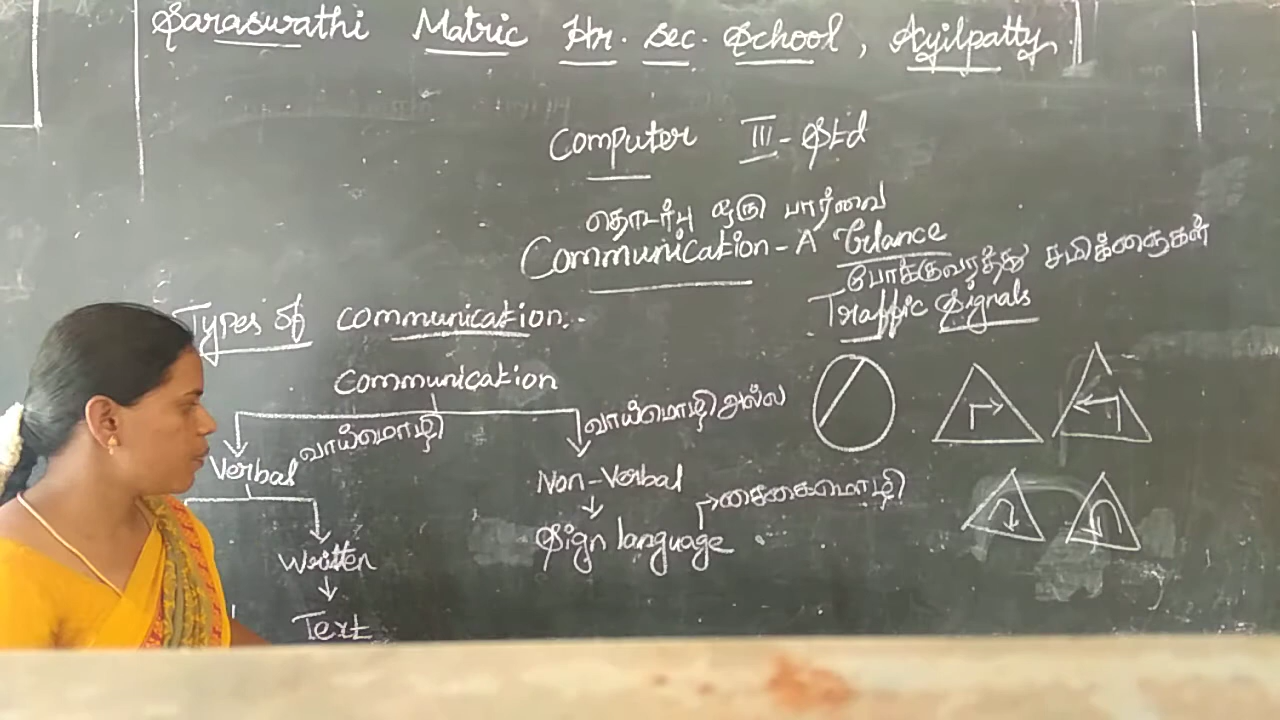 Saraswathi Matric Hr. Sec. School, Ayilpatty
Computer III - Std
தொடர்பு ஒரு பார்வை
Communication - A Glance
போக்குவரத்து சமிக்ஞைகள்
Traffic Signals
Types of communication:-
Communication
வாய்மொழி
வாய்மொழி அல்ல
Verbal
Non-Verbal
சைகைமொழி
Written
Sign language
Text